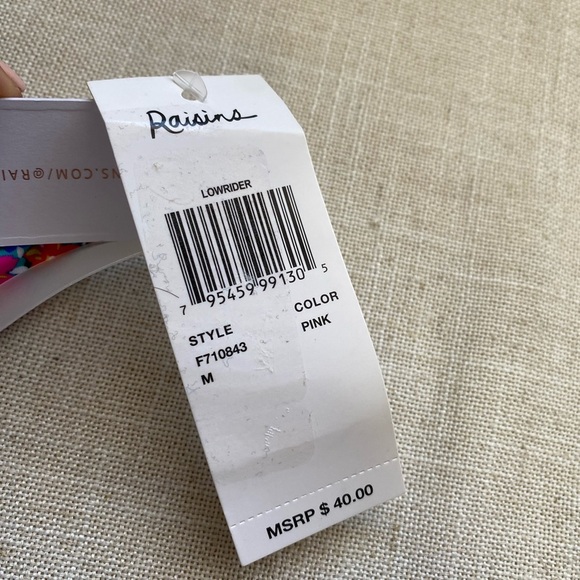 Raisins
NS.COM/@RAI
LOWRIDER
7 95459 99130 5
STYLE
F710843
M
COLOR
PINK
MSRP $ 40.00